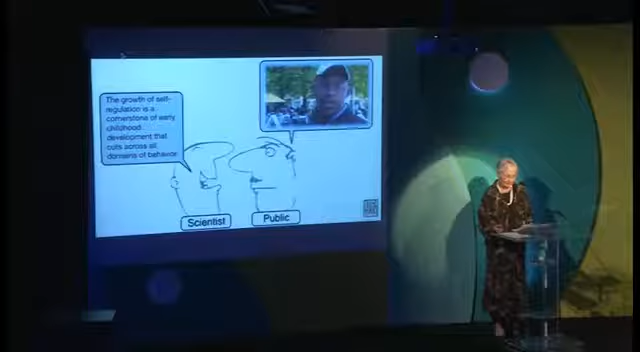 The growth of self-
regulation is a
cornerstone of early
childhood
development that
cuts across all
domains of behavior
Scientist
Public